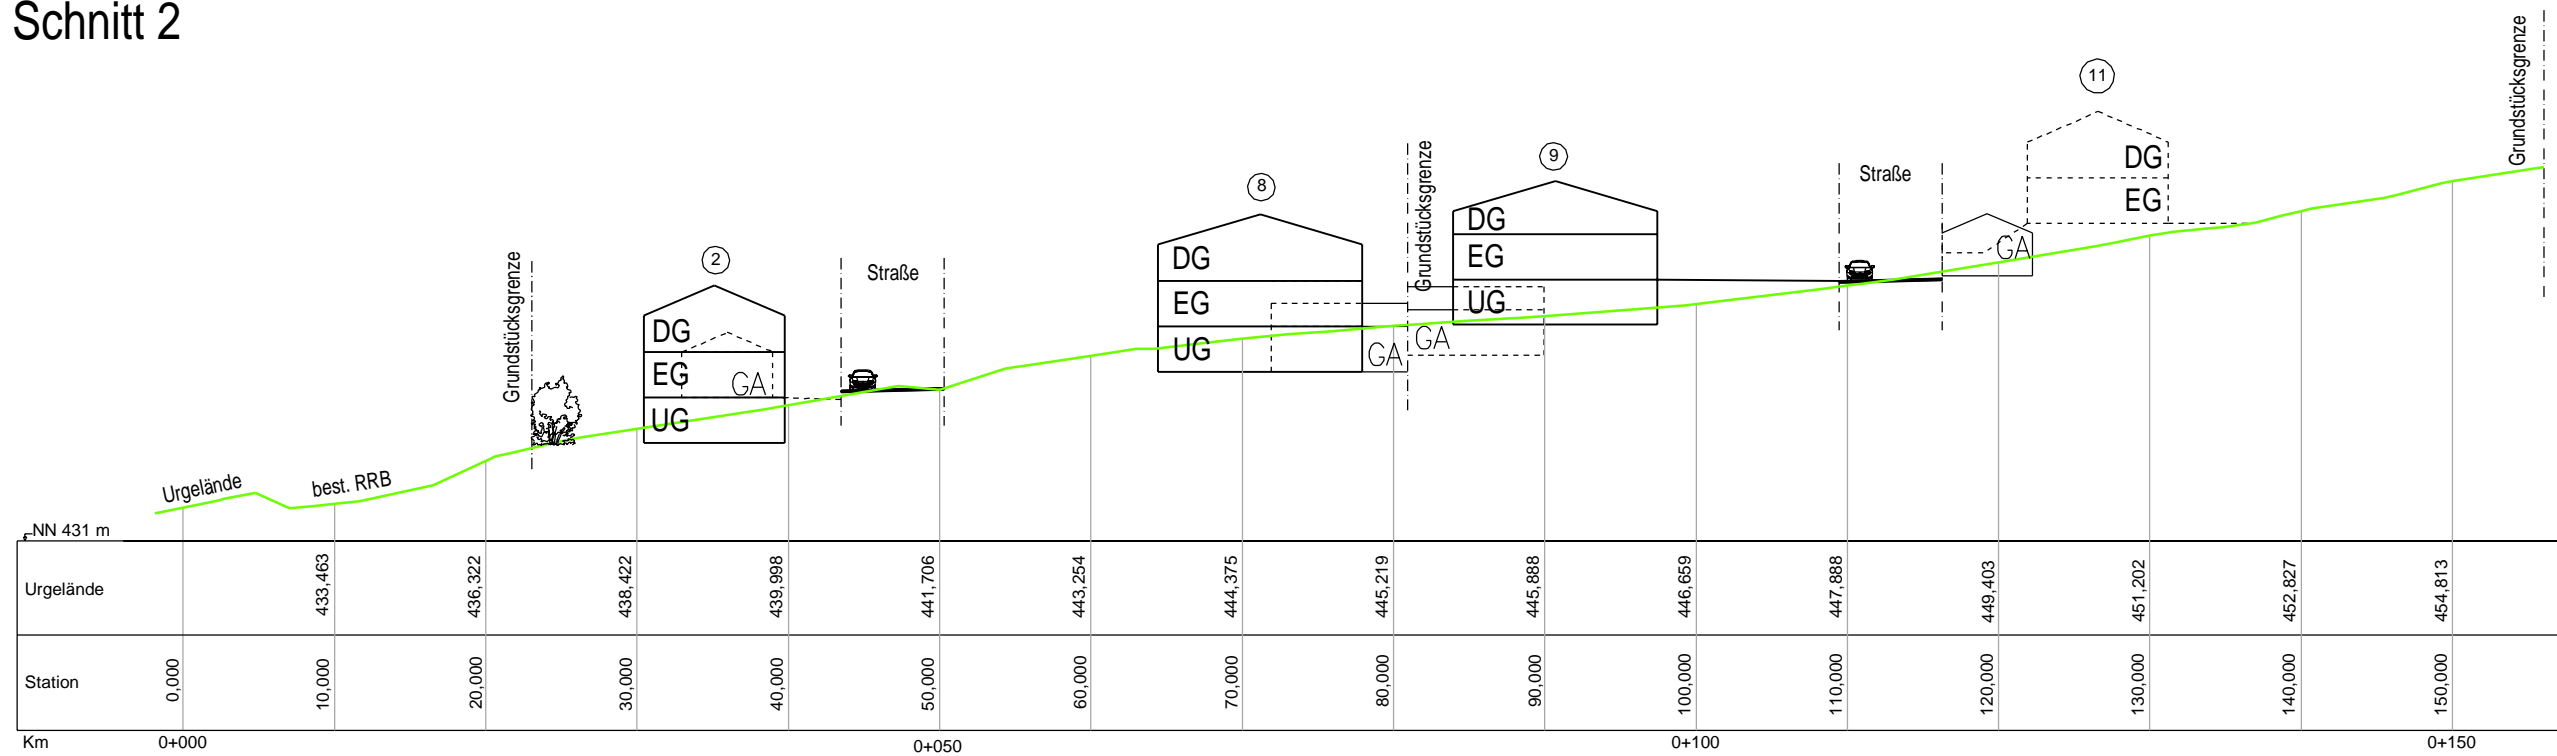 Schnitt 2
Grundstücksgrenze
11
Grundstücksgrenze
9
Straße
DG
8
DG
EG
Grundstücksgrenze
2
Straße
DG
EG
GA
EG
UG
GA
DG
EG
GA
UG
GA
UG
Urgelände
best. RRB
NN 431 m
Urgelände
433,463
436,322
438,422
439,998
441,706
443,254
444,375
445,219
445,888
446,659
447,888
449,403
451,202
452,827
454,813
Station
0,000
10,000
20,000
30,000
40,000
50,000
60,000
70,000
80,000
90,000
100,000
110,000
120,000
130,000
140,000
150,000
Km
0+000
0+050
0+100
0+150